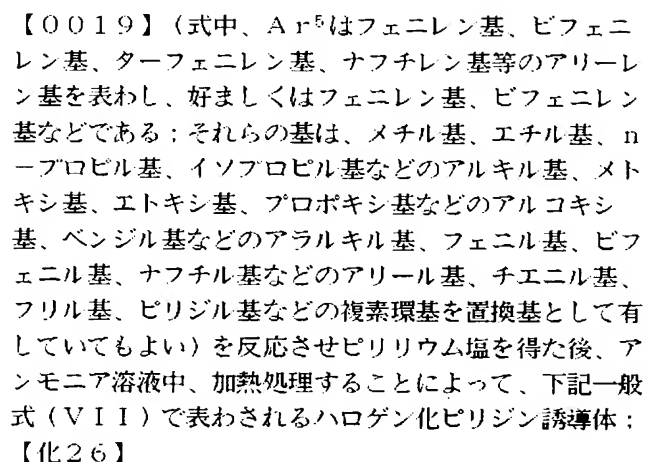 【００１９】（式中、Ａｒ⁵はフェニレン基、ビフェニ
レン基、ターフェニレン基、ナフチレン基等のアリーレ
ン基を表わし、好ましくはフェニレン基、ビフェニレン
基などである；それらの基は、メチル基、エチル基、ｎ
－プロピル基、イソプロピル基などのアルキル基、メト
キシ基、エトキシ基、プロポキシ基などのアルコキシ
基、ベンジル基などのアラルキル基、フェニル基、ビフ
ェニル基、ナフチル基などのアリール基、チエニル基、
フリル基、ピリジル基などの複素環基を置換基として有
していてもよい）を反応させピリリウム塩を得た後、ア
ンモニア溶液中、加熱処理することによって、下記一般
式（ＶＩＩ）で表わされるハロゲン化ピリジン誘導体；
【化２６】